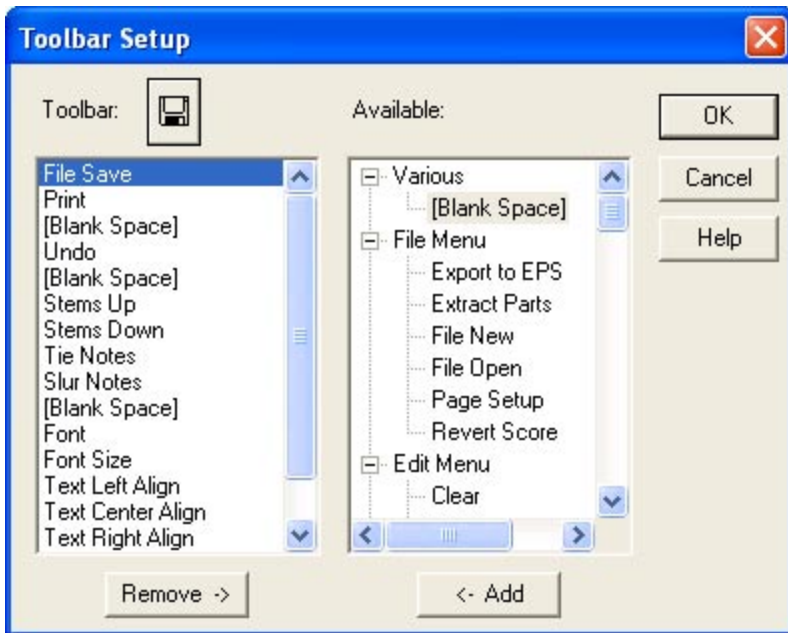 Toolbar Setup
Toolbar:
File Save
Print
[Blank Space]
Undo
[Blank Space]
Stems Up
Stems Down
Tie Notes
Slur Notes
[Blank Space]
Font
Font Size
Text Left Align
Text Center Align
Text Right Align
Remove ->
Available:
Various
[Blank Space]
File Menu
Export to EPS
Extract Parts
File New
File Open
Page Setup
Revert Score
Edit Menu
Clear
<- Add
OK
Cancel
Help